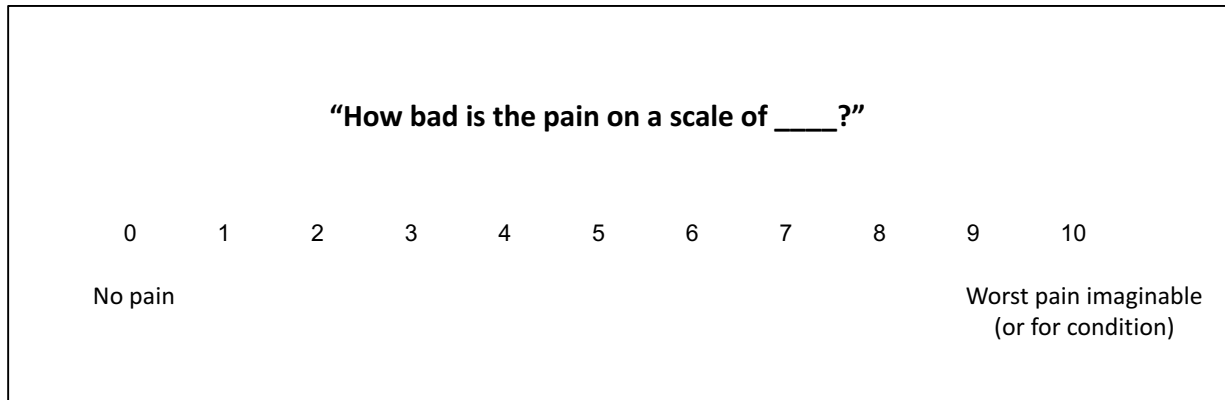 “How bad is the pain on a scale of ____?”
0 1 2 3 4 5 6 7 8 9 10
No pain
Worst pain imaginable
(or for condition)